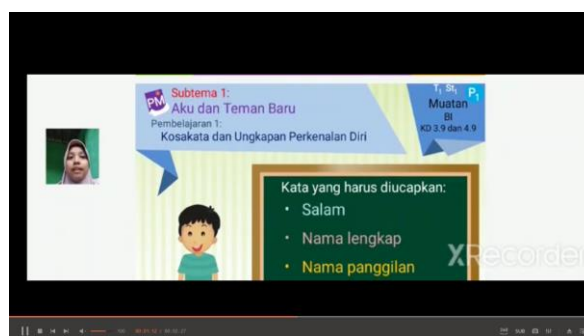 Subtema 1:
PM
Aku dan Teman Baru
Pembelajaran 1:
Kosakata dan Ungkapan Perkenalan Diri
T1 St1
P1
Muatan
BI
KD 3.9 dan 4.9
Kata yang harus diucapkan:
• Salam
• Nama lengkap
• Nama panggilan
XRecorder